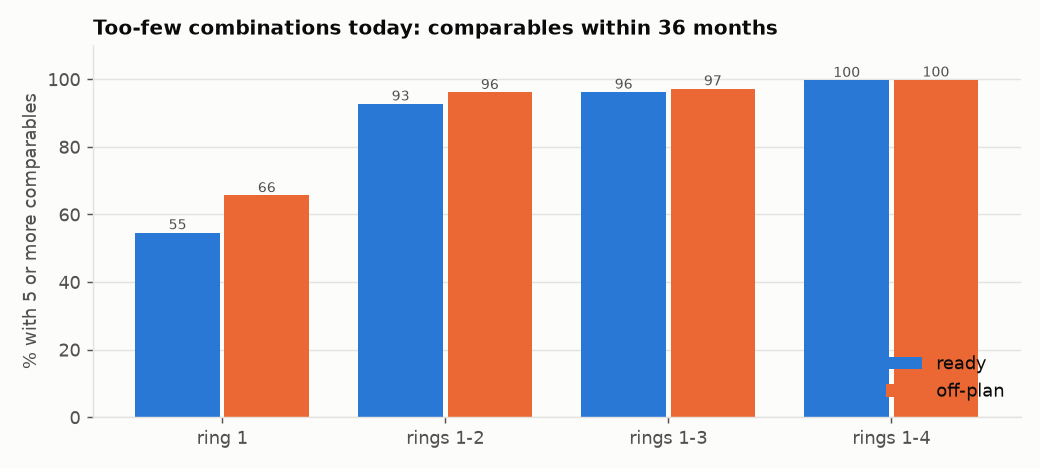 Too-few combinations today: comparables within 36 months
% with 5 or more comparables
100
80
60
40
20
0
55
66
93
96
96
97
100
100
ring 1
rings 1-2
rings 1-3
rings 1-4
ready
off-plan